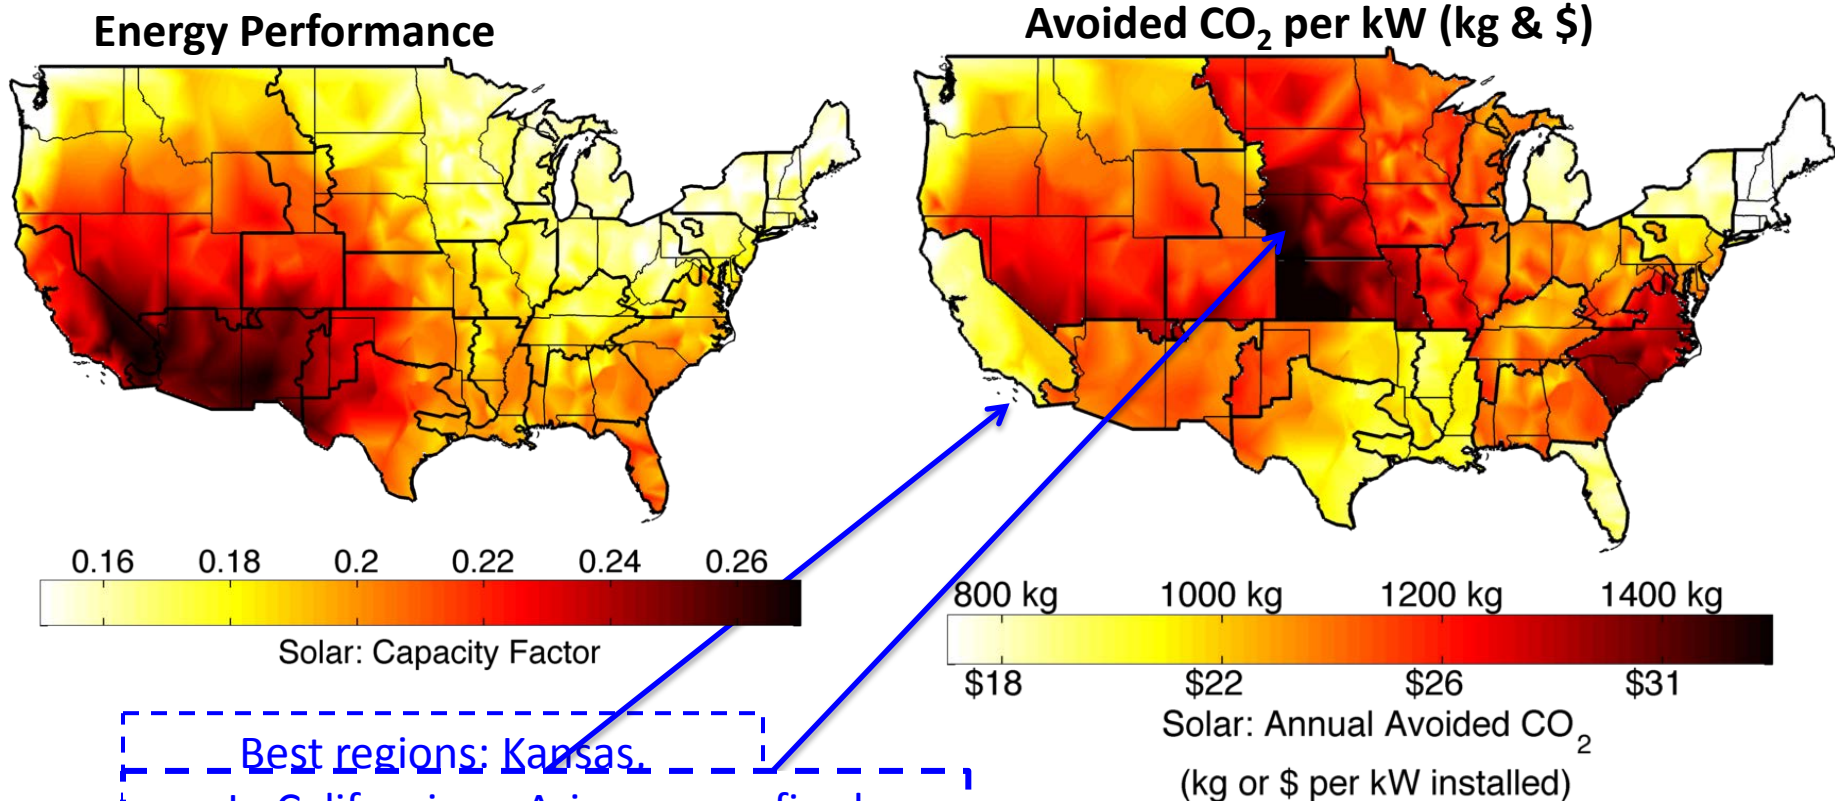 Energy Performance
Avoided CO2 per kW (kg & $)
0.16 0.18 0.2 0.22 0.24 0.26
Solar: Capacity Factor
800 kg 1000 kg 1200 kg 1400 kg
$18 $22 $26 $31
Solar: Annual Avoided CO2
(kg or $ per kW installed)
Best regions: Kansas,